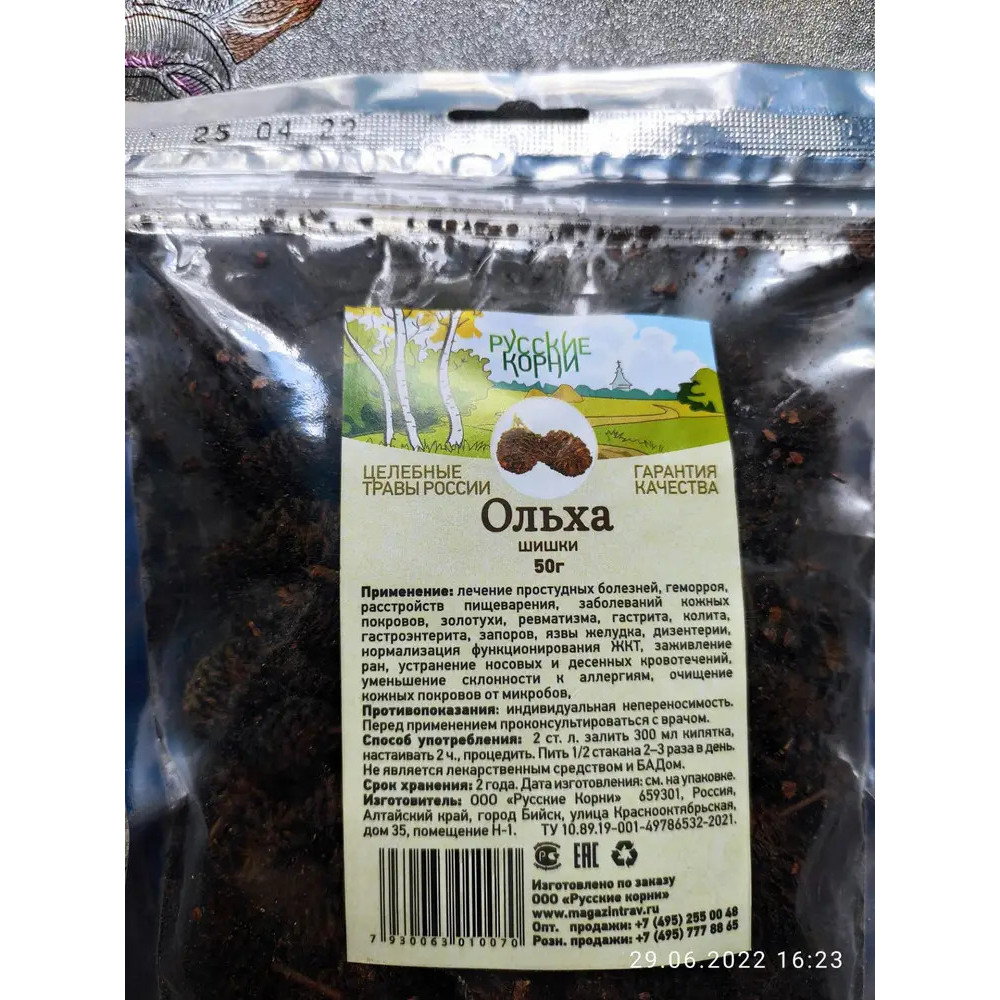 25 04 22
РУССКИЕ
КОРНИ
ЦЕЛЕБНЫЕ
ТРАВЫ РОССИИ
ГАРАНТИЯ
КАЧЕСТВА
Ольха
шишки
50г
Применение: лечение простудных болезней, геморроя,
расстройств пищеварения, заболеваний кожных
покровов, золотухи, ревматизма, гастрита, колита,
гастроэнтерита, запоров, язвы желудка, дизентерии,
нормализация функционирования ЖКТ, заживление
ран, устранение носовых и десенных кровотечений,
уменьшение склонности к аллергиям, очищение
кожных покровов от микробов,
Противопоказания: индивидуальная непереносимость.
Перед применением проконсультироваться с врачом.
Способ употребления: 2 ст. л. залить 300 мл кипятка,
настаивать 2 ч., процедить. Пить 1/2 стакана 2–3 раза в день.
Не является лекарственным средством и БАДом.
Срок хранения: 2 года. Дата изготовления: см. на упаковке.
Изготовитель: ООО «Русские Корни» 659301, Россия,
Алтайский край, город Бийск, улица Краснооктябрьская,
дом 35, помещение Н-1. ТУ 10.89.19-001-49786532-2021.
РСТ EAC
Изготовлено по заказу
ООО «Русские корни»
www.magazintrav.ru
Опт. продажи: +7 (495) 255 00 48
Розн. продажи: +7 (495) 777 88 65
7 930063 010070
29.06.2022 16:23